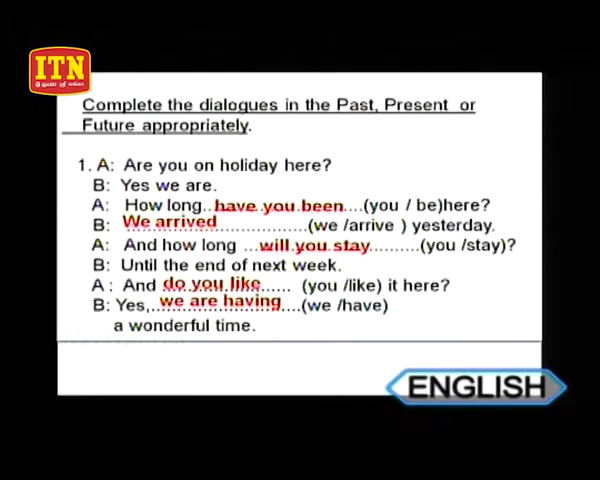 ITN
ශ්‍රී ලංකා
Complete the dialogues in the Past, Present or
Future appropriately.
1. A: Are you on holiday here?
B: Yes we are.
A: How long..have you been....(you / be)here?
B: We arrived..................(we /arrive ) yesterday.
A: And how long ...will you stay..........(you /stay)?
B: Until the end of next week.
A : And do you like...... (you /like) it here?
B: Yes,..we are having....(we /have)
a wonderful time.
ENGLISH